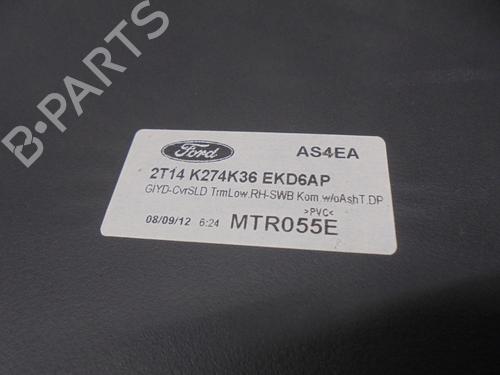 B-PARTS
Ford
AS4EA
2T14 K274K36 EKD6AP
GIYD-CvrSLD TrmLow.RH-SWB Kom w/oAshT.DP
>PVC<
08/09/12 6:24 MTR055E